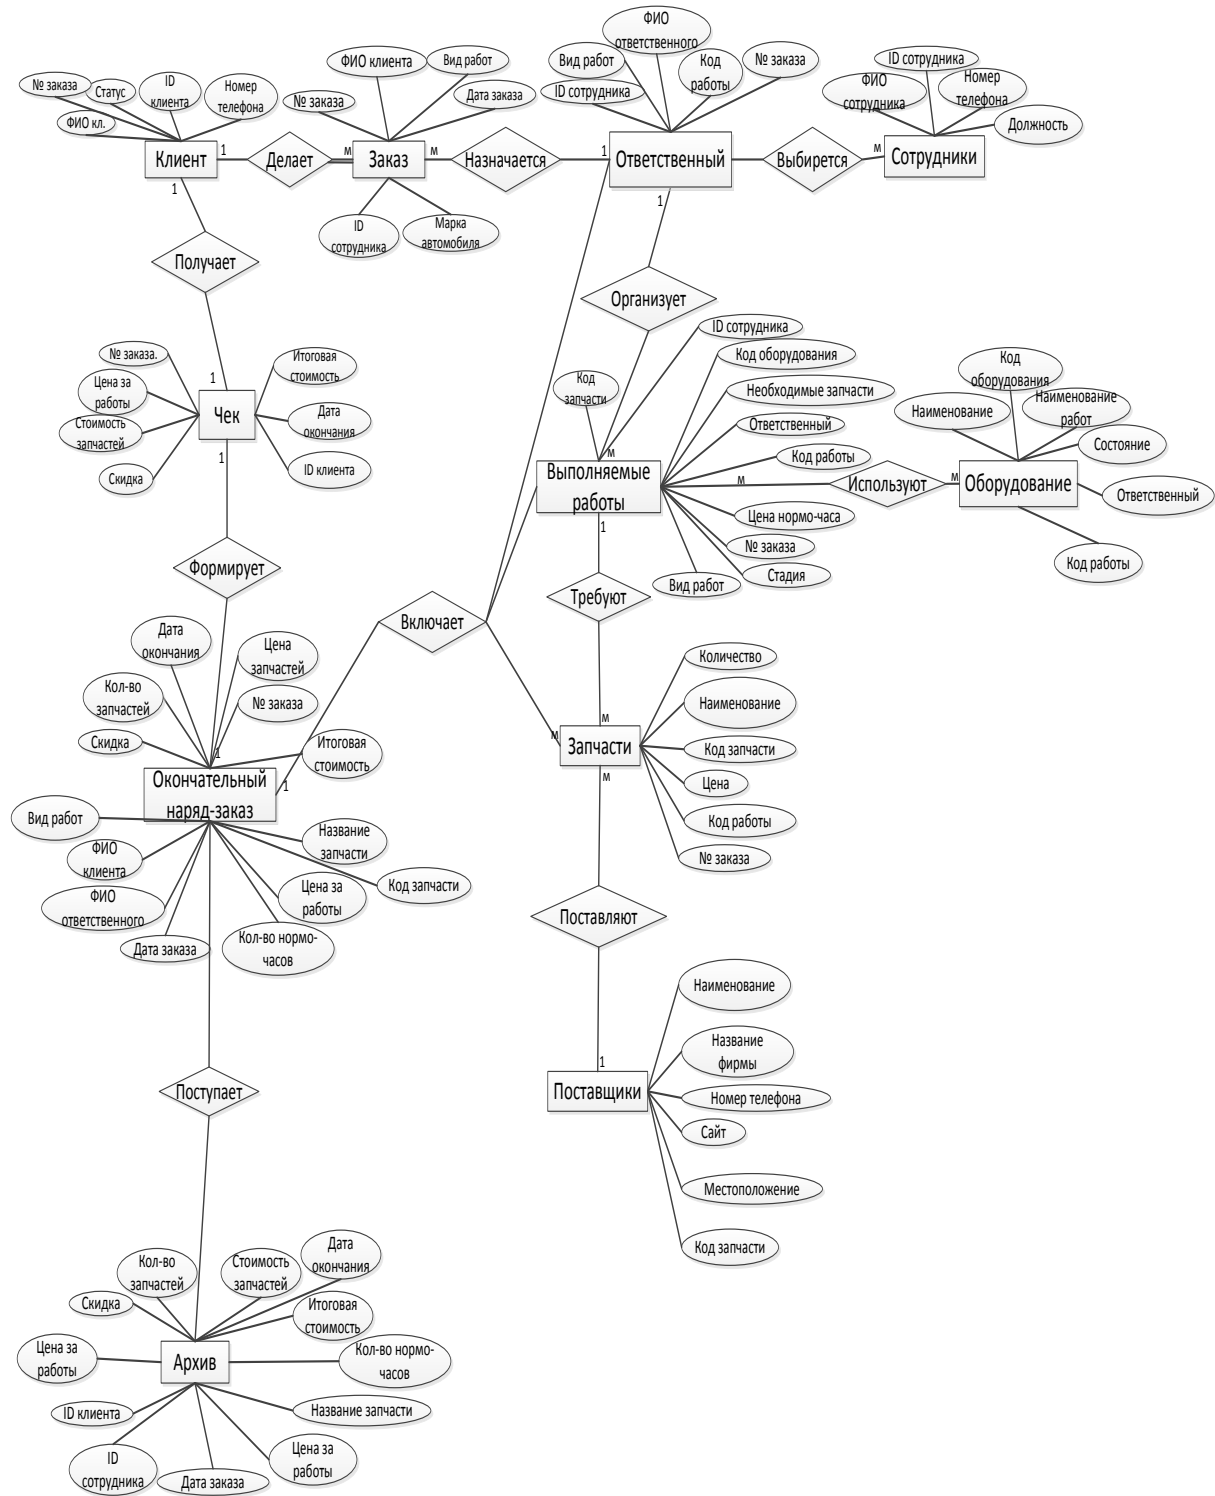 № заказа
Статус
ID
клиента
Номер
телефона
ФИО кл.
ФИО клиента
Вид работ
№ заказа
Дата заказа
ФИО
ответственного
Вид работ
Код
работы
№ заказа
ID сотрудника
ID сотрудника
ФИО
сотрудника
Номер
телефона
Должность
Клиент
1
Делает
м
Заказ
м
Назначается
1
Ответственный
Выбирется
м
Сотрудники
1
1
ID
сотрудника
Марка
автомобиля
Получает
Организует
№ заказа.
Итоговая
стоимость
Цена за
работы
1
Чек
Дата
окончания
Стоимость
запчастей
Скидка
1
ID клиента
ID сотрудника
Код оборудования
Код
запчасти
Необходимые запчасти
Ответственный
м
Код работы
Выполняемые
работы
м
Используют
м
Оборудование
Код
оборудования
Наименование
Наименование
работ
Состояние
Ответственный
Код работы
1
Цена нормо-часа
№ заказа
Стадия
Вид работ
Формирует
Требуют
Включает
Дата
окончания
Цена
запчастей
Кол-во
запчастей
№ заказа
Скидка
1
Итоговая
стоимость
Окончательный
наряд-заказ
1
Количество
Наименование
м
м
Запчасти
м
Код запчасти
Цена
Код работы
№ заказа
Вид работ
ФИО
клиента
Название
запчасти
Код запчасти
ФИО
ответственного
Цена за
работы
Дата заказа
Кол-во нормо-
часов
Поставляют
Наименование
Название
фирмы
1
Поставщики
Номер телефона
Сайт
Местоположение
Код запчасти
Поступает
Кол-во
запчастей
Стоимость
запчастей
Дата
окончания
Скидка
Итоговая
стоимость
Цена за
работы
Архив
Кол-во нормо-
часов
ID клиента
Название запчасти
ID
сотрудника
Дата заказа
Цена за
работы